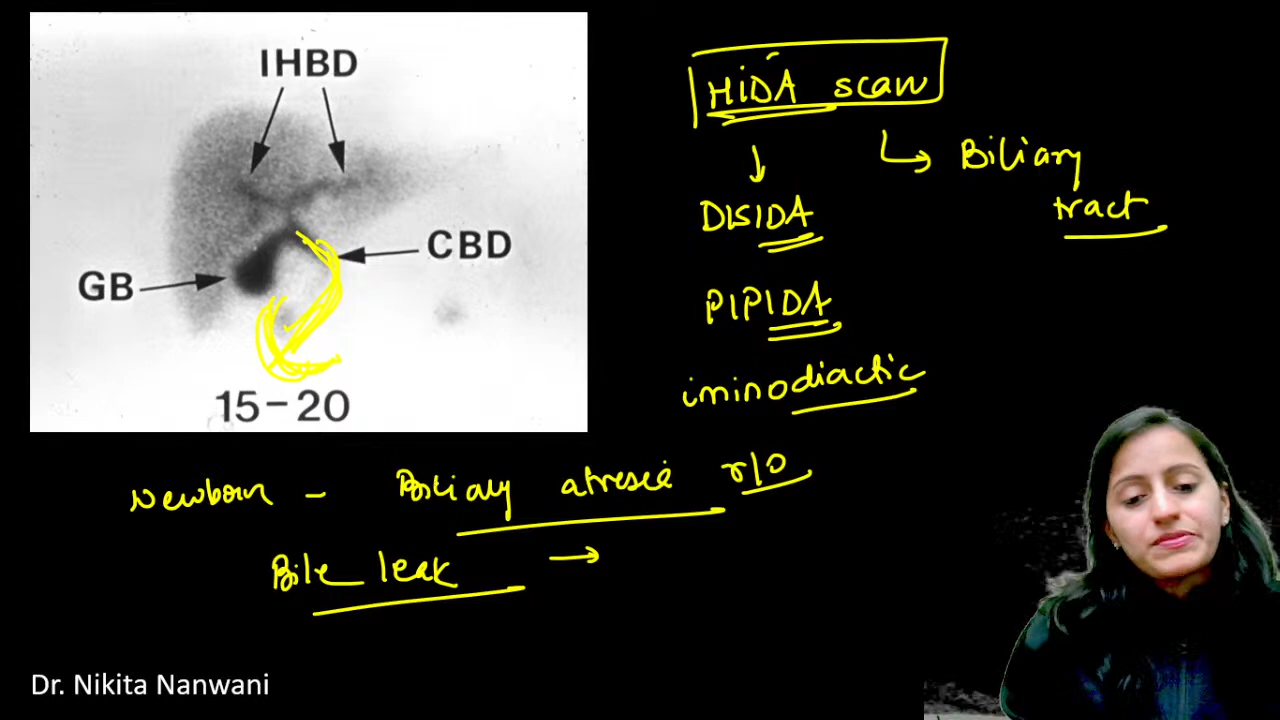 IHBD
CBD
GB
15-20
HiDA scan
↓
↳ Biliary
tract
DISIDA
PIPIDA
iminodiactic
Newborn - Biliary atresia r/o
Bile leak →
Dr. Nikita Nanwani